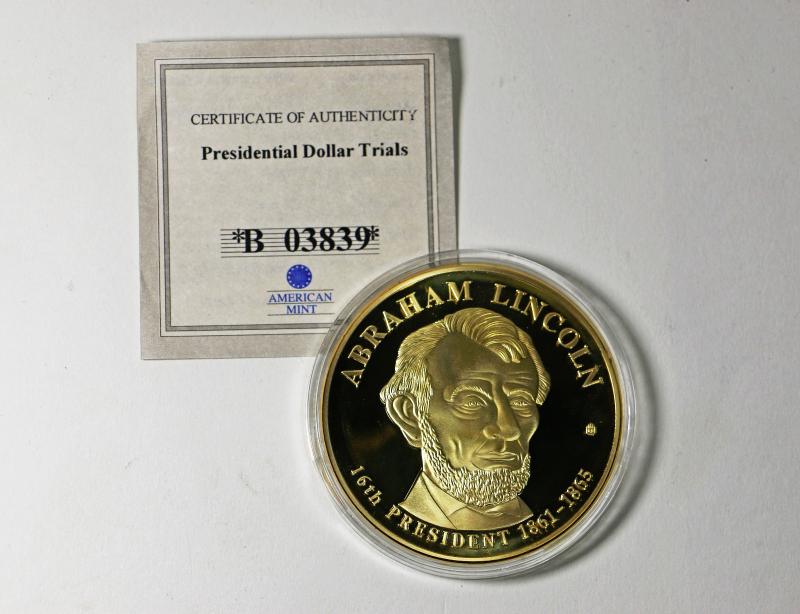 CERTIFICATE OF AUTHENTICITY
Presidential Dollar Trials
*B 03839*
AMERICAN
MINT
ABRAHAM LINCOLN
16th PRESIDENT 1861-1865